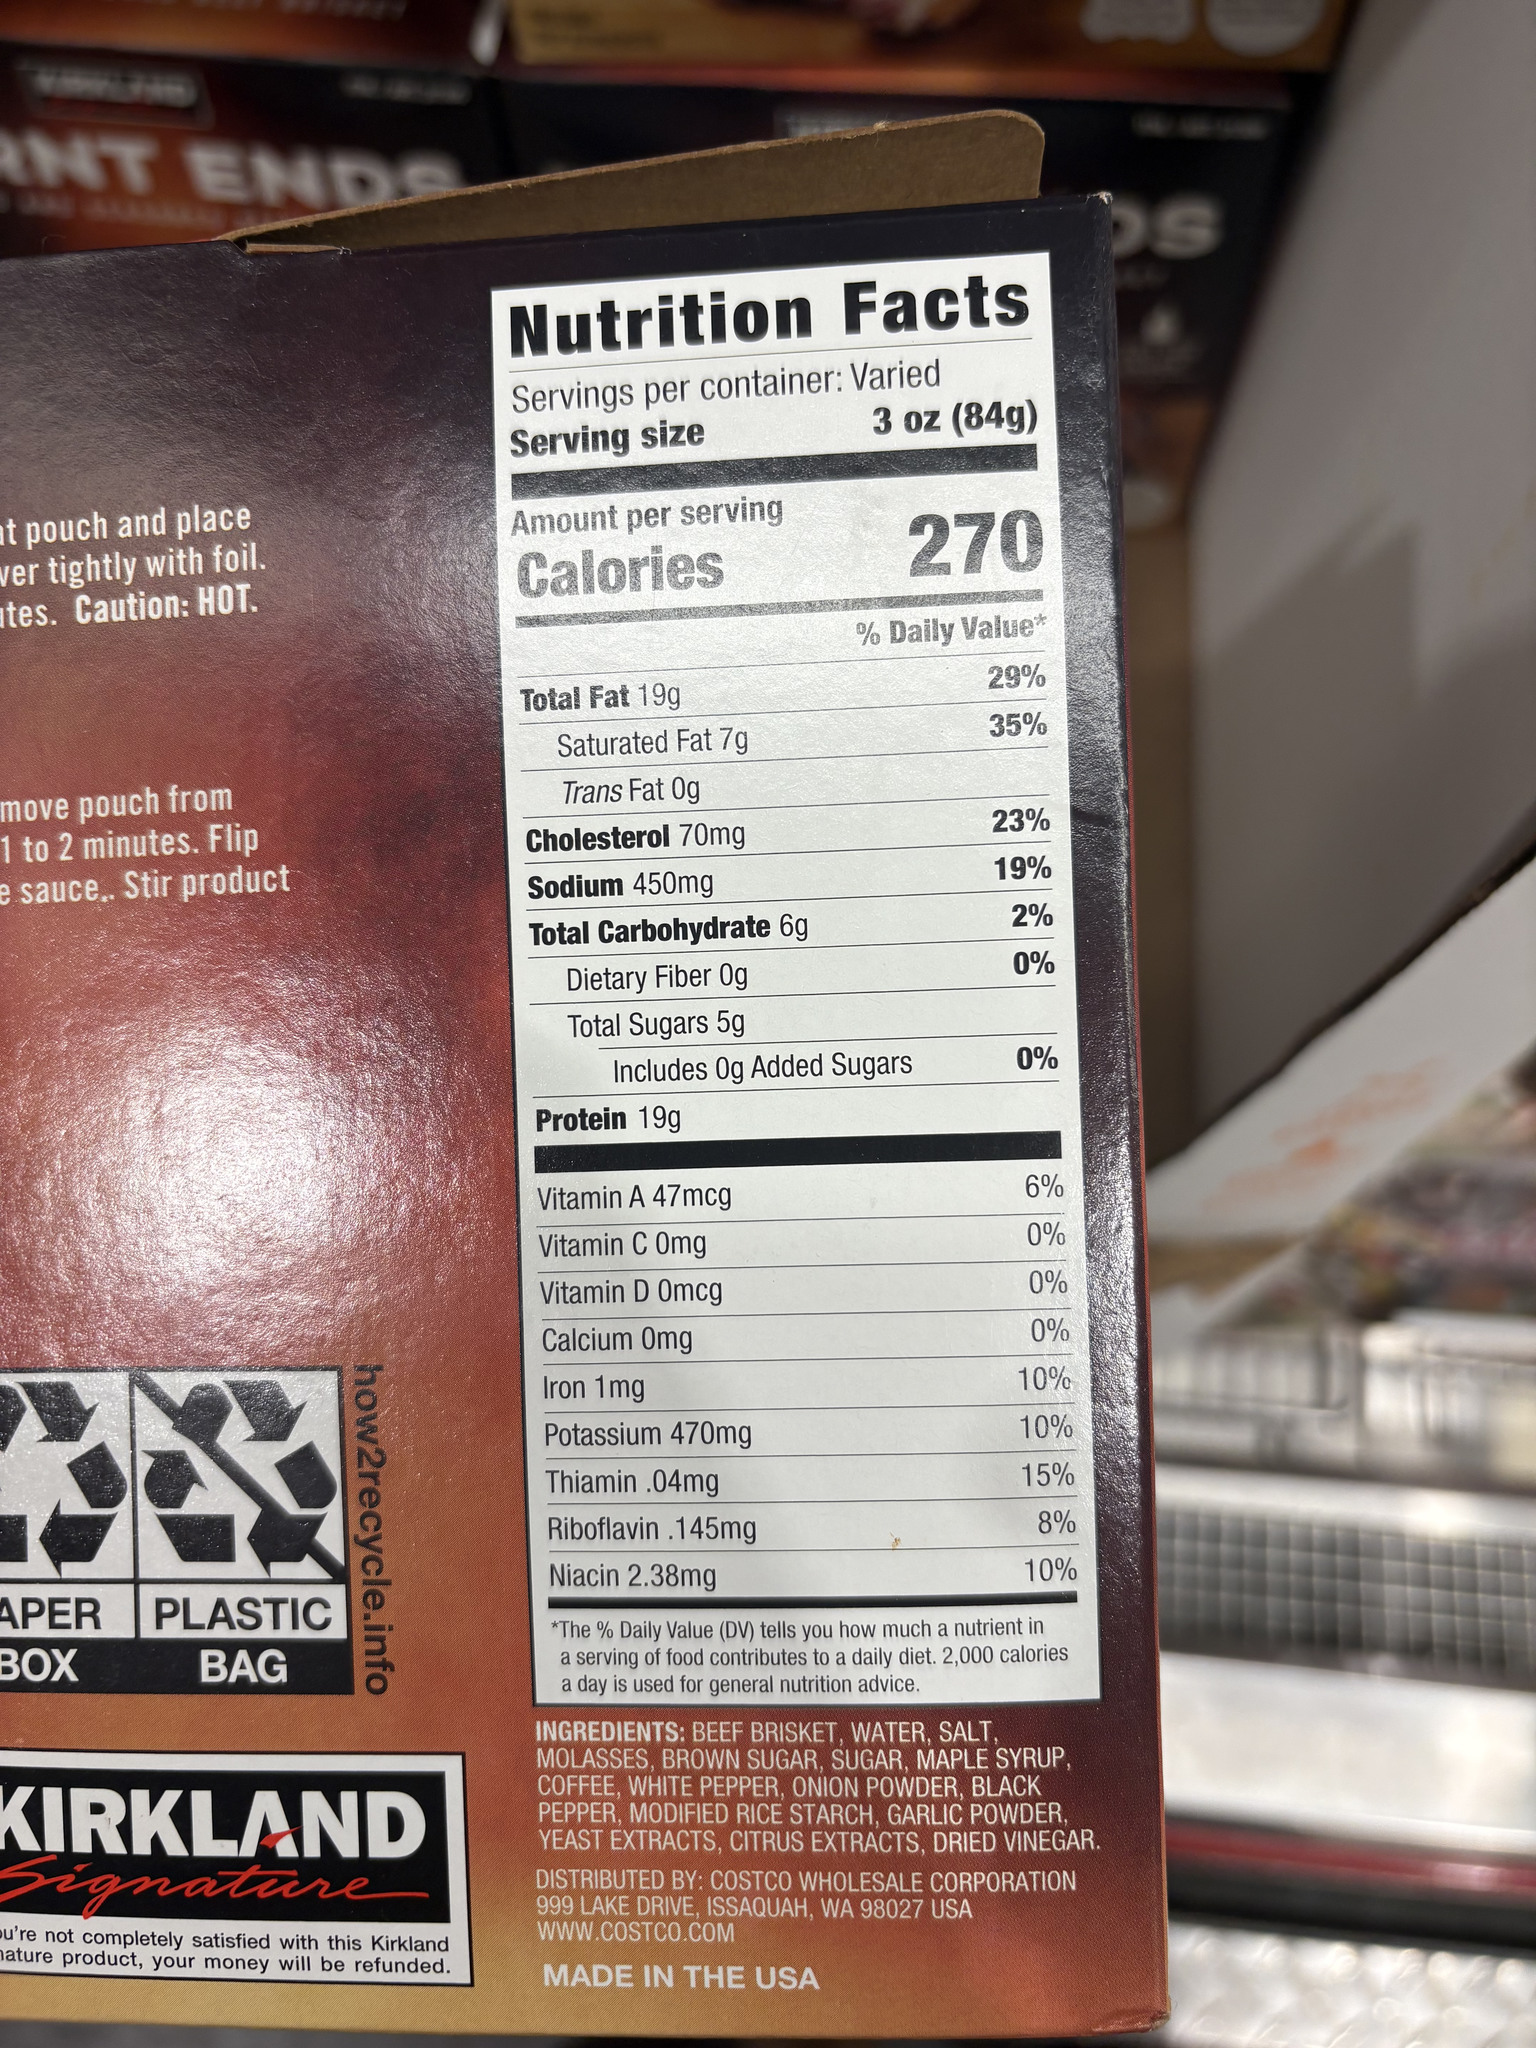 KIRKLAND
RNT ENDS
DS
Nutrition Facts
Servings per container: Varied
Serving size 3 oz (84g)
Amount per serving
Calories 270
% Daily Value*
Total Fat 19g 29%
Saturated Fat 7g 35%
Trans Fat 0g
Cholesterol 70mg 23%
Sodium 450mg 19%
Total Carbohydrate 6g 2%
Dietary Fiber 0g 0%
Total Sugars 5g
Includes 0g Added Sugars 0%
Protein 19g
Vitamin A 47mcg 6%
Vitamin C 0mg 0%
Vitamin D 0mcg 0%
Calcium 0mg 0%
Iron 1mg 10%
Potassium 470mg 10%
Thiamin .04mg 15%
Riboflavin .145mg 8%
Niacin 2.38mg 10%
*The % Daily Value (DV) tells you how much a nutrient in
a serving of food contributes to a daily diet. 2,000 calories
a day is used for general nutrition advice.
INGREDIENTS: BEEF BRISKET, WATER, SALT,
MOLASSES, BROWN SUGAR, SUGAR, MAPLE SYRUP,
COFFEE, WHITE PEPPER, ONION POWDER, BLACK
PEPPER, MODIFIED RICE STARCH, GARLIC POWDER,
YEAST EXTRACTS, CITRUS EXTRACTS, DRIED VINEGAR.
DISTRIBUTED BY: COSTCO WHOLESALE CORPORATION
999 LAKE DRIVE, ISSAQUAH, WA 98027 USA
WWW.COSTCO.COM
MADE IN THE USA
at pouch and place
ver tightly with foil.
utes. Caution: HOT.
move pouch from
1 to 2 minutes. Flip
e sauce.. Stir product
APER
BOX
PLASTIC
BAG
how2recycle.info
KIRKLAND
Signature
ou're not completely satisfied with this Kirkland
nature product, your money will be refunded.